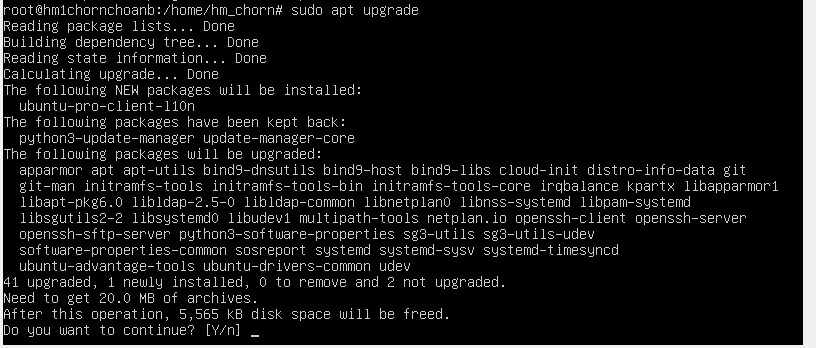 root@hm1chornchoanb:/home/hm_chorn# sudo apt upgrade
Reading package lists... Done
Building dependency tree... Done
Reading state information... Done
Calculating upgrade... Done
The following NEW packages will be installed:
  ubuntu-pro-client-l10n
The following packages have been kept back:
  python3-update-manager update-manager-core
The following packages will be upgraded:
  apparmor apt apt-utils bind9-dnsutils bind9-host bind9-libs cloud-init distro-info-data git
  git-man initramfs-tools initramfs-tools-bin initramfs-tools-core irqbalance kpartx libapparmor1
  libapt-pkg6.0 libldap-2.5-0 libldap-common libnetplan0 libnss-systemd libpam-systemd
  libsgutils2-2 libsystemd0 libudev1 multipath-tools netplan.io openssh-client openssh-server
  openssh-sftp-server python3-software-properties sg3-utils sg3-utils-udev
  software-properties-common sosreport systemd systemd-sysv systemd-timesyncd
  ubuntu-advantage-tools ubuntu-drivers-common udev
41 upgraded, 1 newly installed, 0 to remove and 2 not upgraded.
Need to get 20.0 MB of archives.
After this operation, 5,565 kB disk space will be freed.
Do you want to continue? [Y/n] _